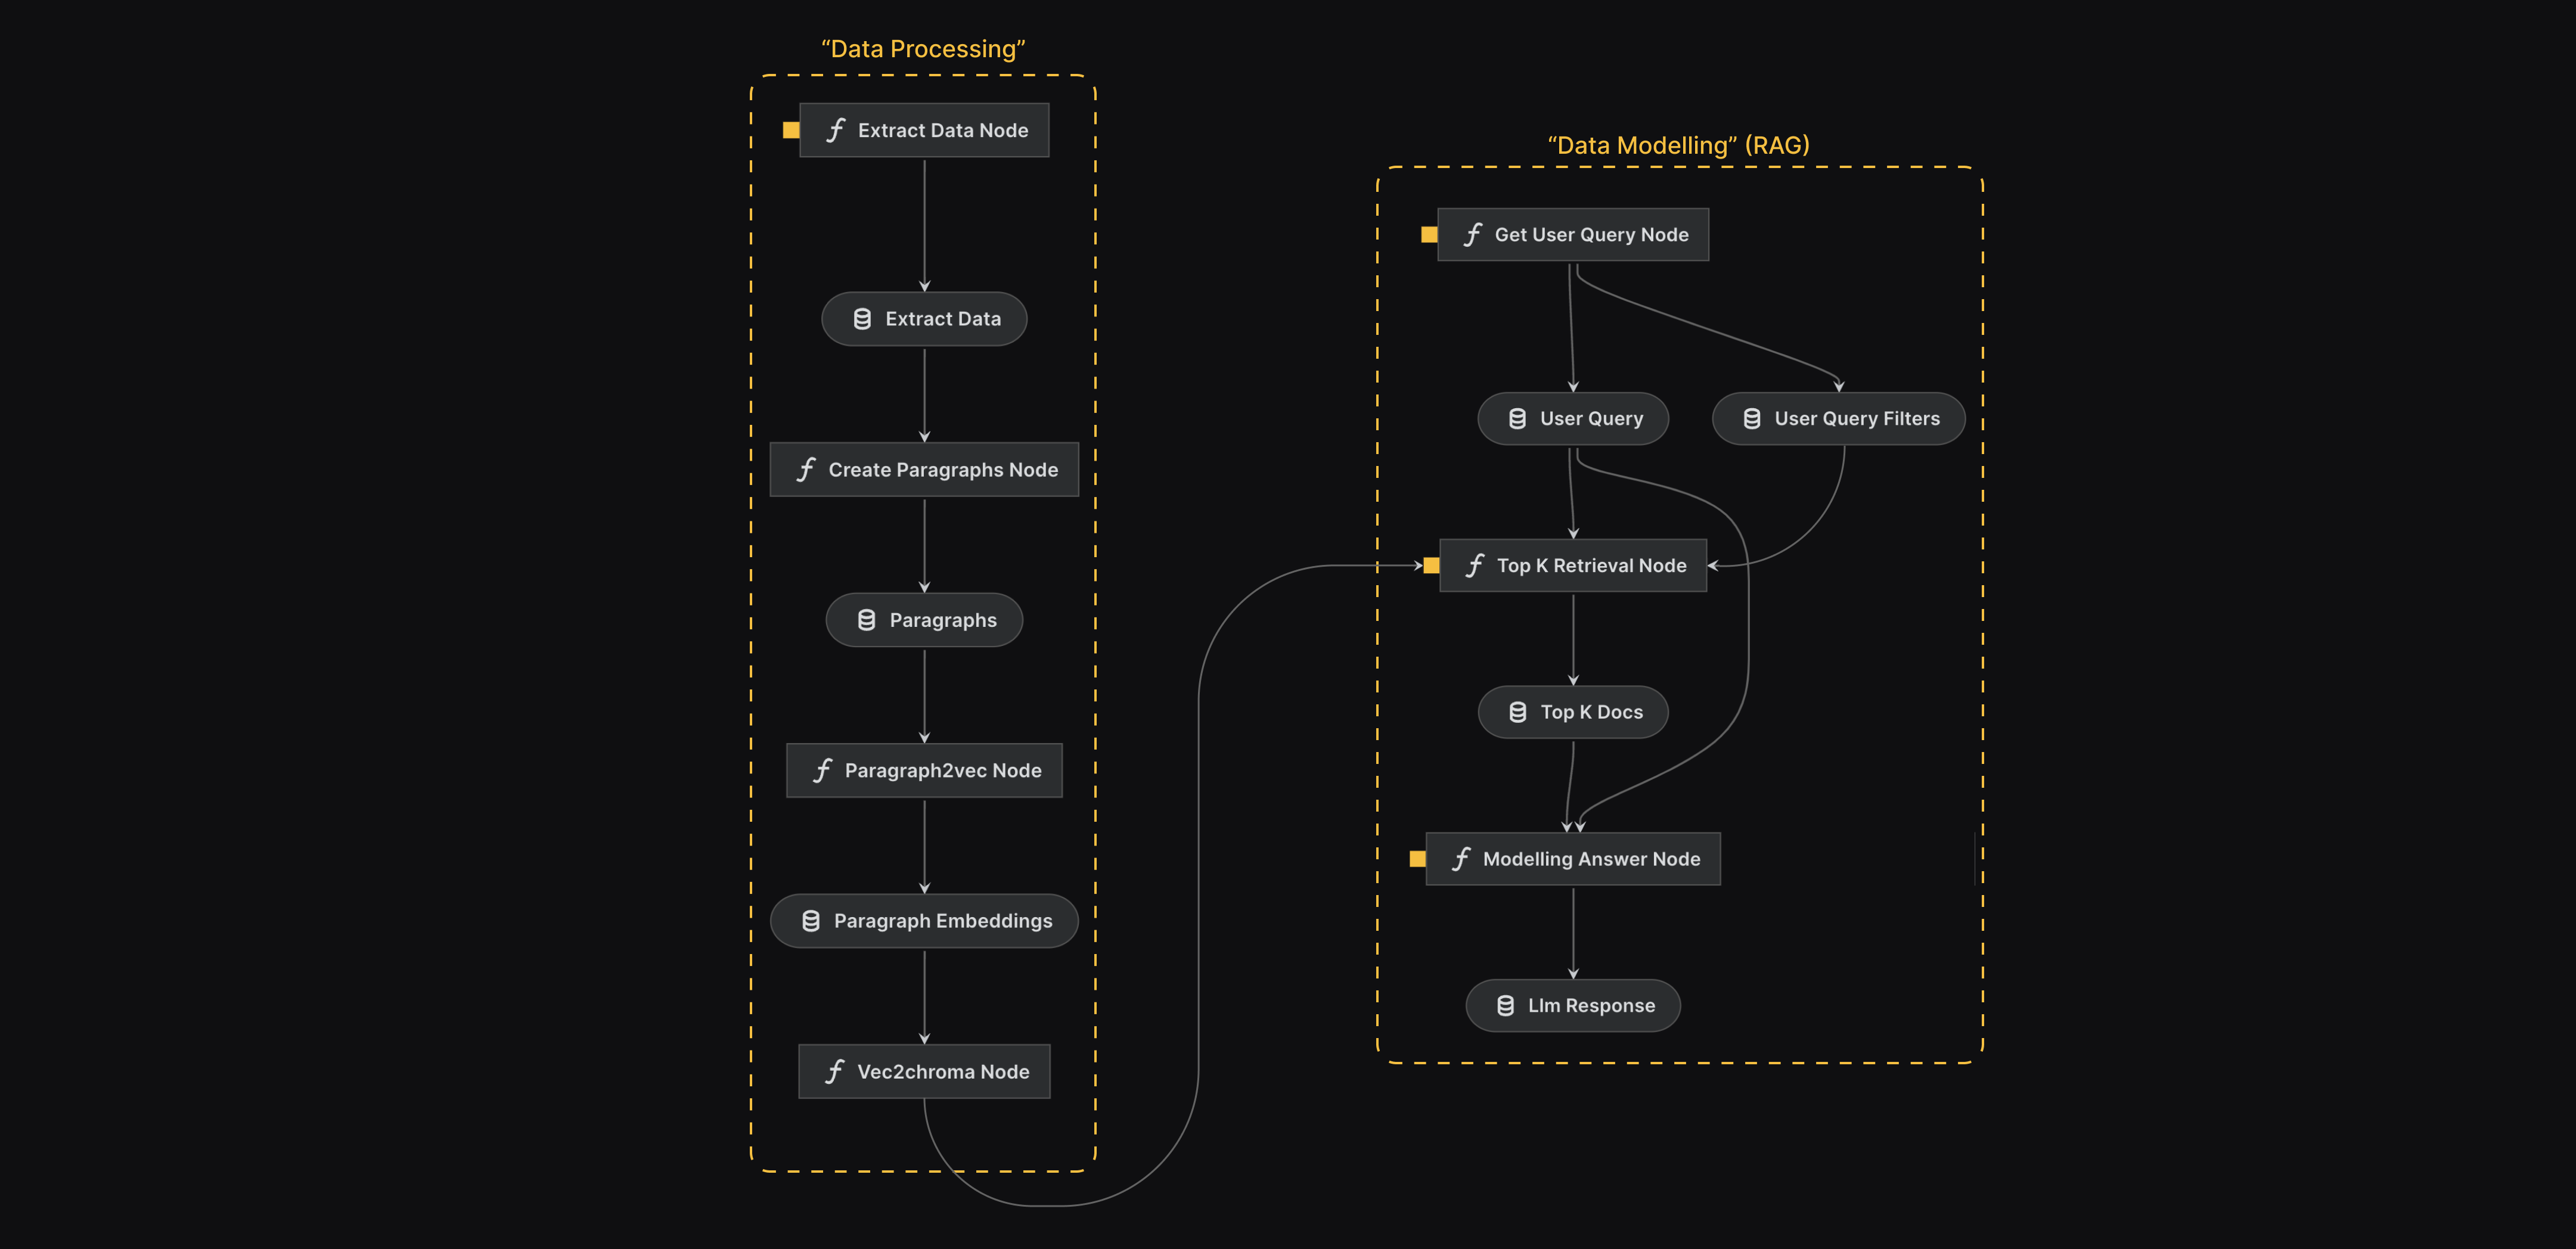 “Data Processing”
Extract Data Node
Extract Data
Create Paragraphs Node
Paragraphs
Paragraph2vec Node
Paragraph Embeddings
Vec2chroma Node
“Data Modelling” (RAG)
Get User Query Node
User Query
User Query Filters
Top K Retrieval Node
Top K Docs
Modelling Answer Node
Llm Response